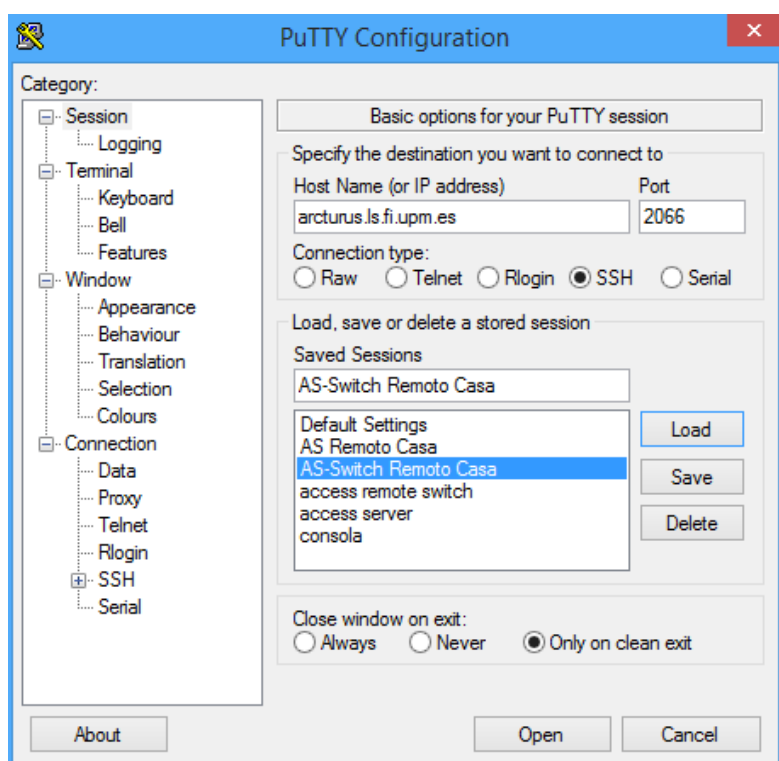 PuTTY Configuration
Category:
Session
Logging
Terminal
Keyboard
Bell
Features
Window
Appearance
Behaviour
Translation
Selection
Colours
Connection
Data
Proxy
Telnet
Rlogin
SSH
Serial
Basic options for your PuTTY session
Specify the destination you want to connect to
Host Name (or IP address) Port
arcturus.ls.fi.upm.es 2066
Connection type:
Raw Telnet Rlogin SSH Serial
Load, save or delete a stored session
Saved Sessions
AS-Switch Remoto Casa
Default Settings
AS Remoto Casa
AS-Switch Remoto Casa
access remote switch
access server
consola
Load
Save
Delete
Close window on exit:
Always Never Only on clean exit
About Open Cancel